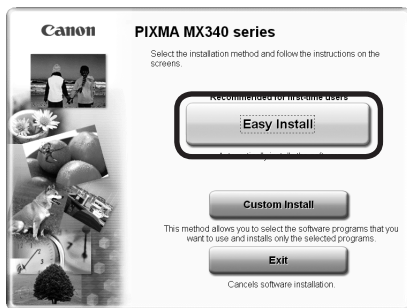 Canon
PIXMA MX340 series
Select the installation method and follow the instructions on the
screens.
Recommended for first-time users
Easy Install
Custom Install
This method allows you to select the software programs that you
want to use and installs only the selected programs.
Exit
Cancels software installation.